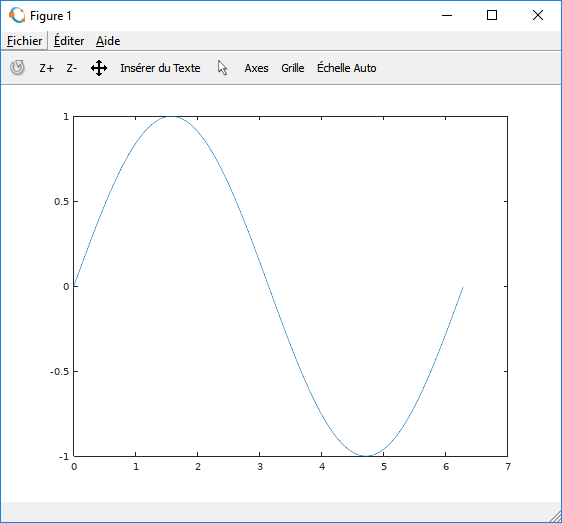 Figure 1
Fichier Éditer Aide
Z+ Z- Insérer du Texte Axes Grille Échelle Auto
1
0.5
0
-0.5
-1
0 1 2 3 4 5 6 7